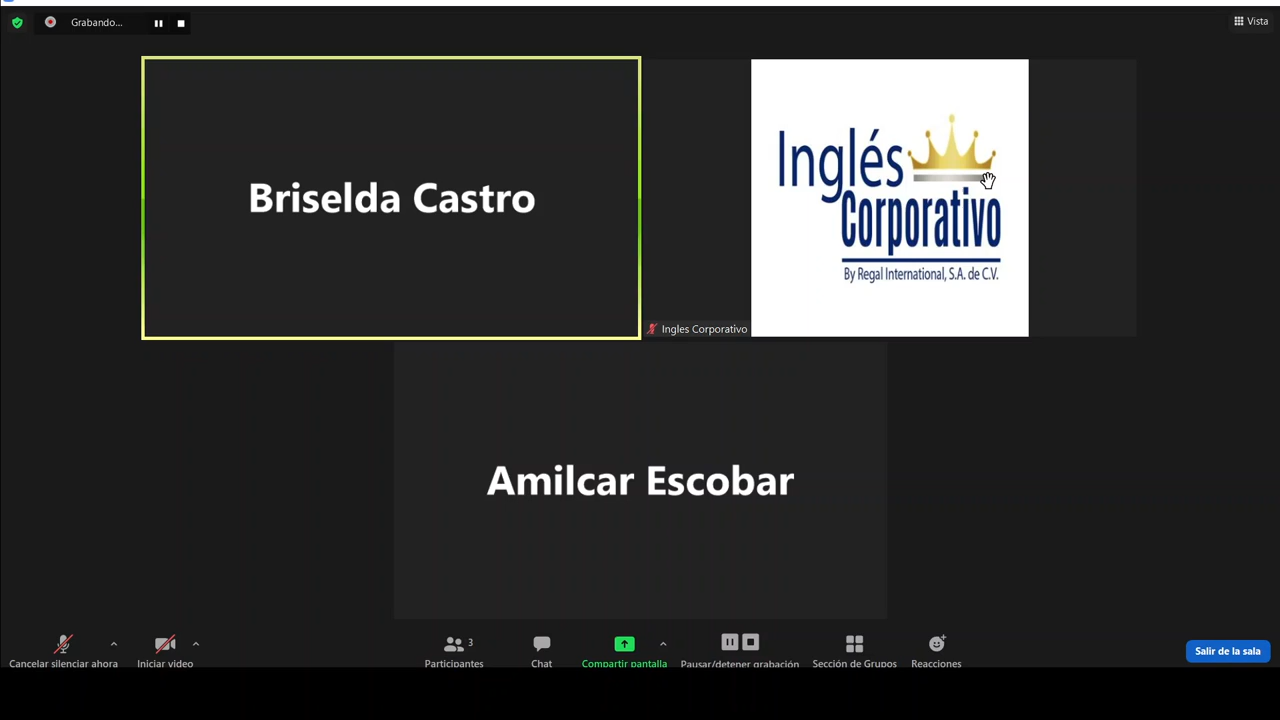 Grabando...
Vista
Briselda Castro
Inglés
Corporativo
By Regal International, S.A. de C.V.
Ingles Corporativo
Amilcar Escobar
3
Cancelar silenciar ahora
Iniciar video
Participantes
Chat
Compartir pantalla
Pausar/detener grabación
Sección de Grupos
Reacciones
Salir de la sala